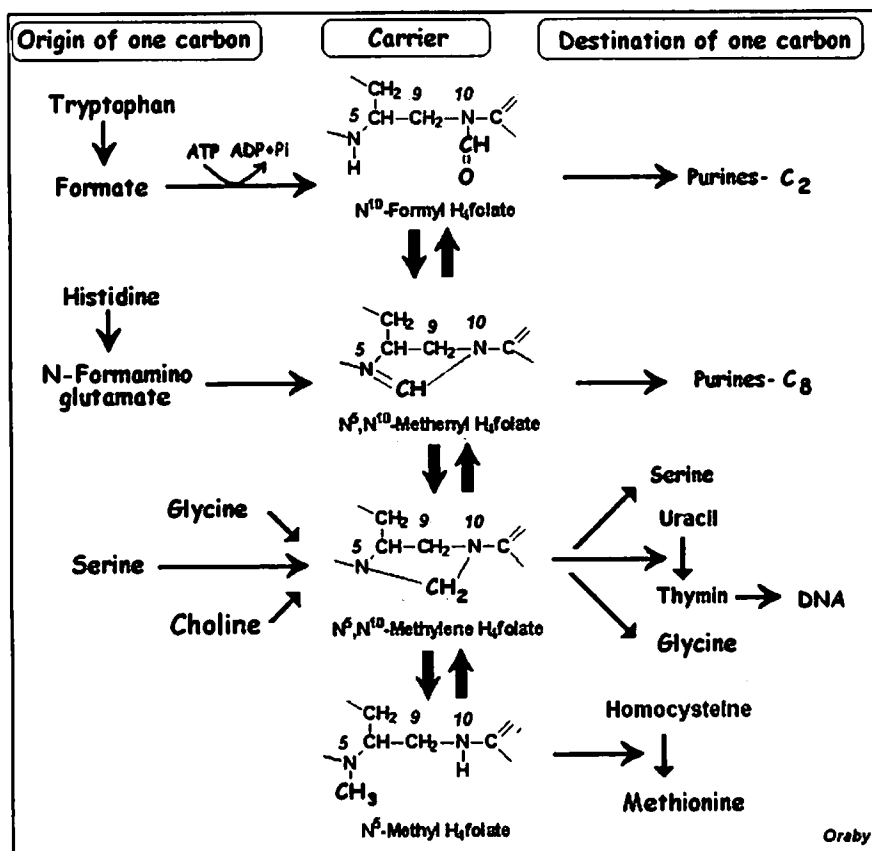 Origin of one carbon
Carrier
Destination of one carbon
Tryptophan
Formate
ATP ADP+Pi
CH₂ 9 10
5 CH—CH₂—N—C
N CH
H O
N¹⁰-Formyl H₄folate
Purines- C₂
Histidine
N-Formamino
glutamate
CH₂ 9 10
5 CH—CH₂—N—C
N CH
N⁵,N¹⁰-Methenyl H₄folate
Purines- C₈
Glycine
Serine
Choline
CH₂ 9 10
5 CH—CH₂—N—C
N CH₂
N⁵,N¹⁰-Methylene H₄folate
Serine
Uracil
Thymin
DNA
Glycine
CH₂ 9 10
5 CH—CH₂—N—C
N H
CH₃
N⁵-Methyl H₄folate
Homocysteine
Methionine
Oraby